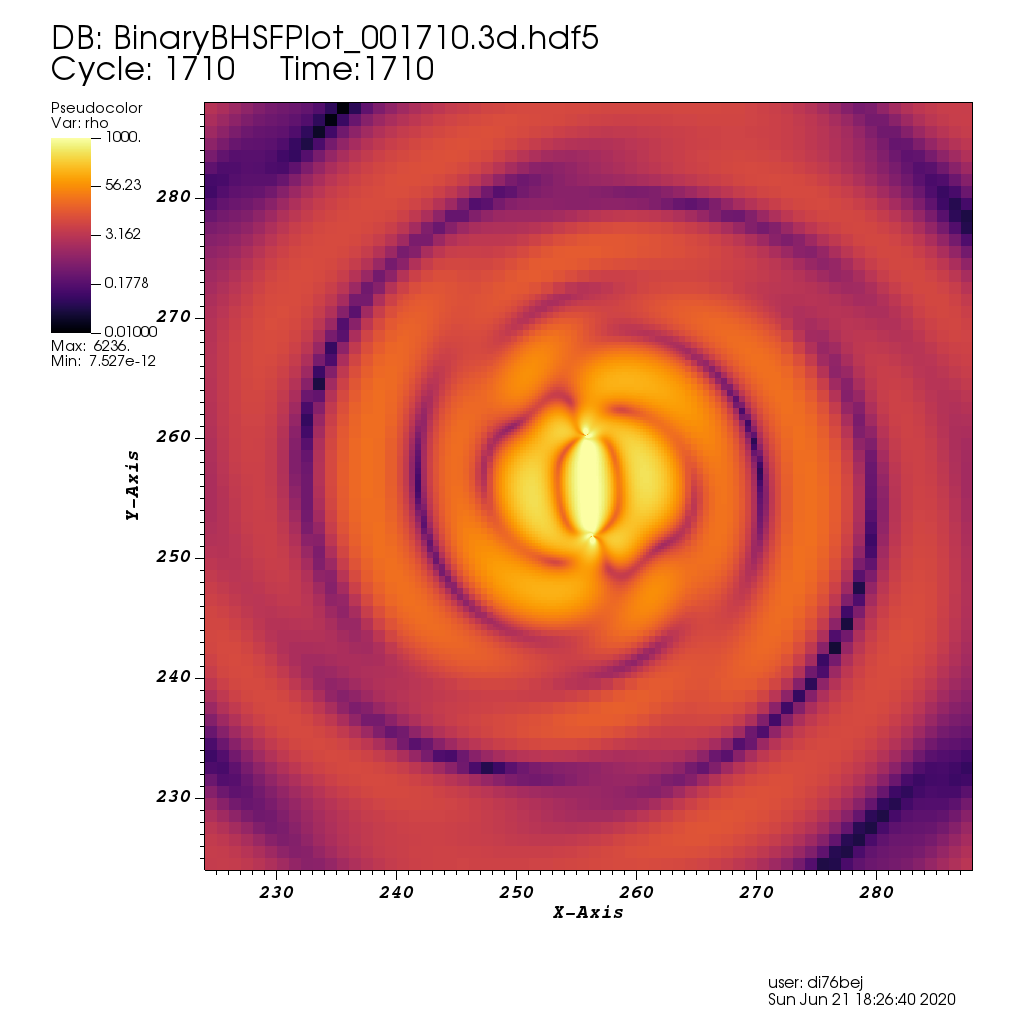 DB: BinaryBHSFPlot_001710.3d.hdf5
Cycle: 1710 Time:1710
Pseudocolor
Var: rho
1000.
56.23
3.162
0.1778
0.01000
Max: 6236.
Min: 7.527e-12
280
270
260
250
240
230
Y-Axis
230 240 250 260 270 280
X-Axis
user: di76bej
Sun Jun 21 18:26:40 2020